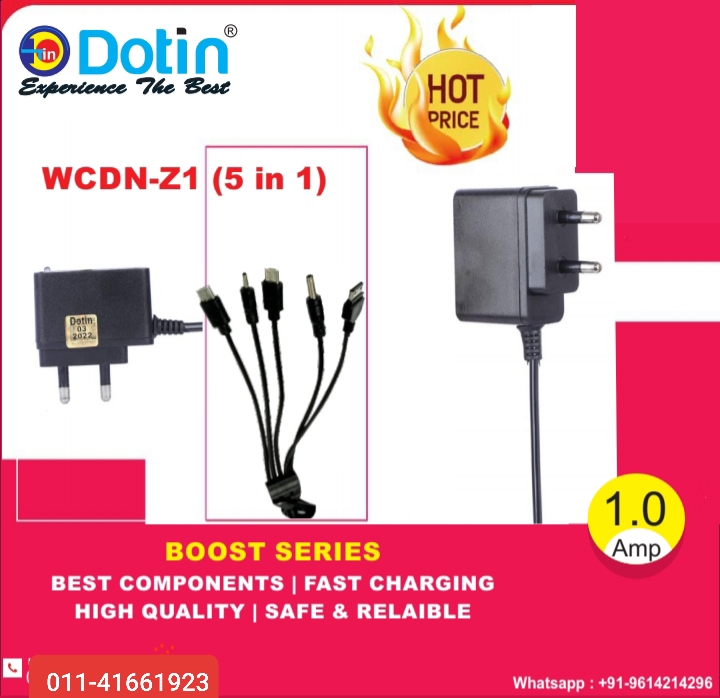 in Dotin®
Experience The Best
HOT
PRICE
WCDN-Z1 (5 in 1)
Dotin
03
2022
1.0
Amp
BOOST SERIES
BEST COMPONENTS | FAST CHARGING
HIGH QUALITY | SAFE & RELAIBLE
011-41661923
Whatsapp : +91-9614214296